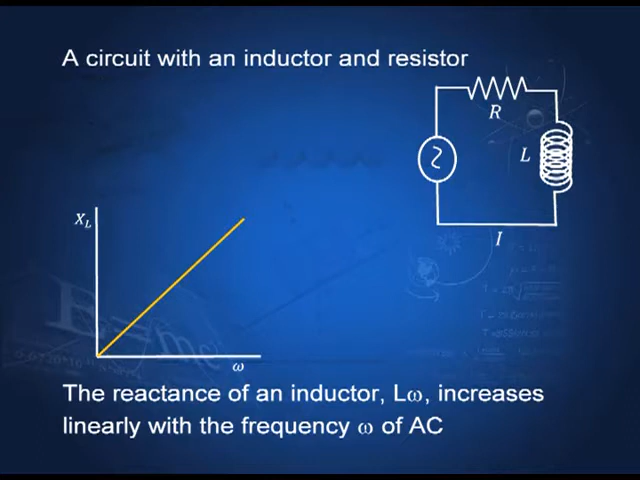 A circuit with an inductor and resistor
R
L
I
X_L
ω
The reactance of an inductor, Lω, increases
linearly with the frequency ω of AC